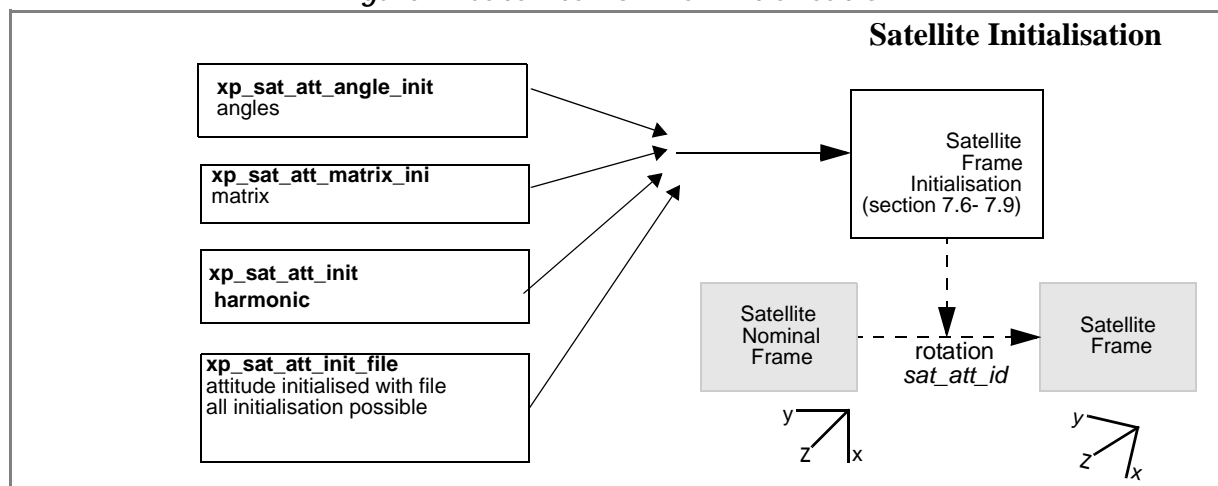 Satellite Initialisation
xp_sat_att_angle_init
angles
xp_sat_att_matrix_ini
matrix
xp_sat_att_init
harmonic
xp_sat_att_init_file
attitude initialised with file
all initialisation possible
Satellite
Frame
Initialisation
(section 7.6- 7.9)
Satellite
Nominal
Frame
rotation
sat_att_id
Satellite
Frame
y
z
x
y
z
x